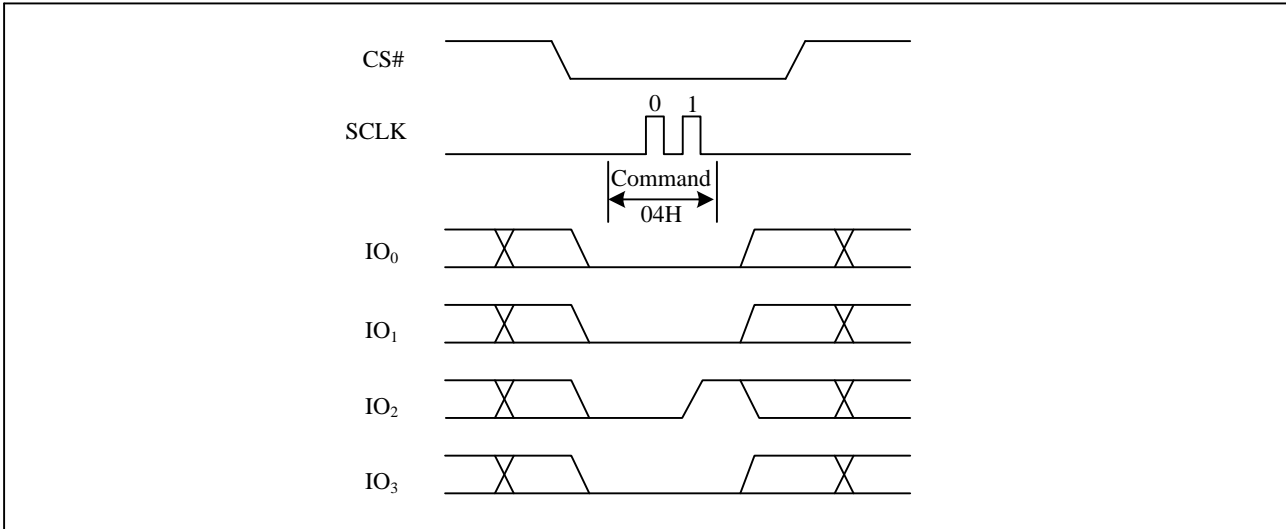 CS#
0 1
SCLK
Command
04H
IO₀
IO₁
IO₂
IO₃